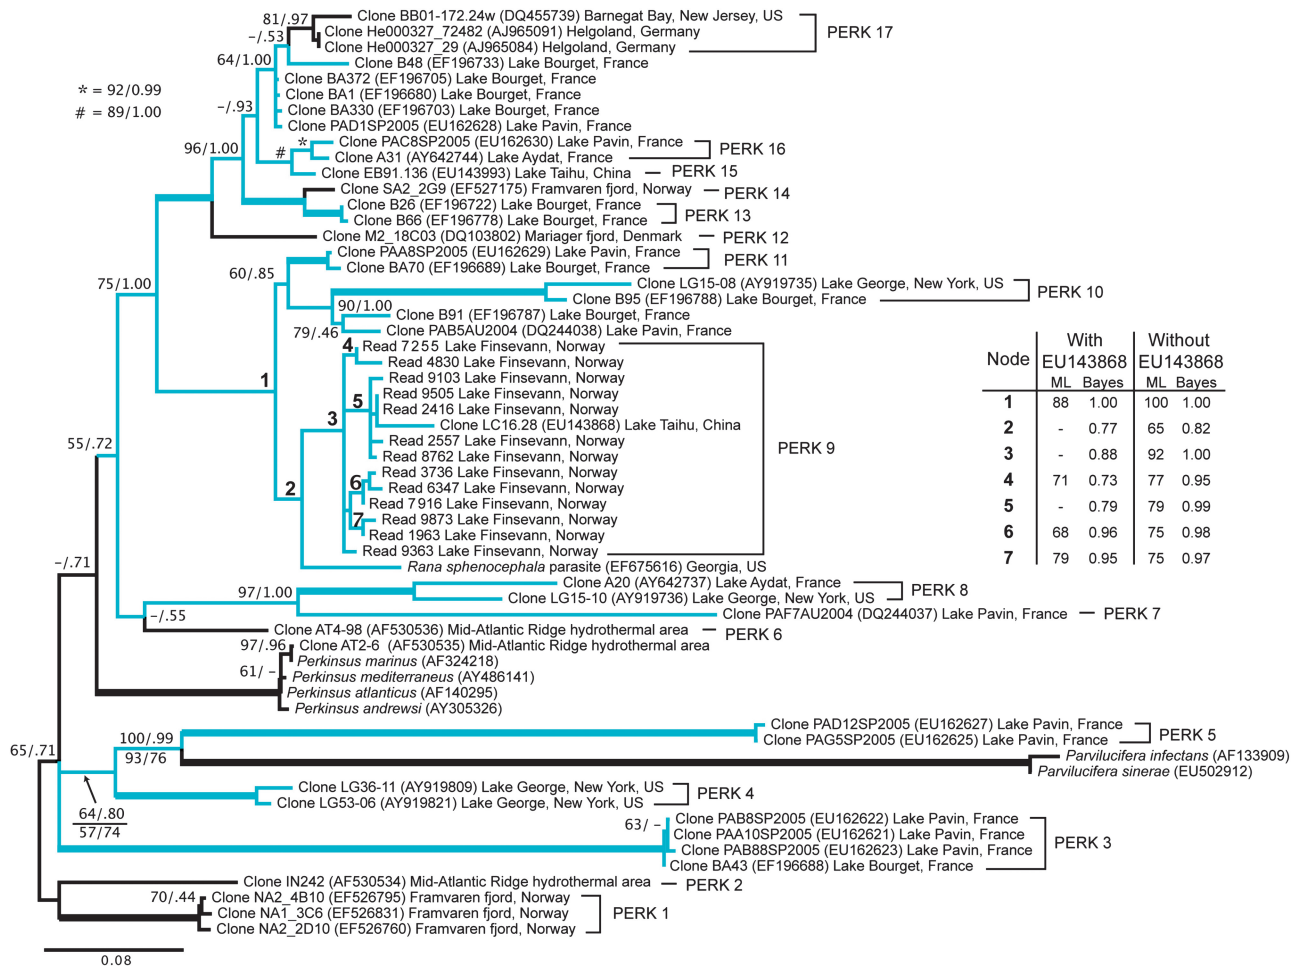 81/.97
Clone BB01-172.24w (DQ455739) Barnegat Bay, New Jersey, US
Clone He000327_72482 (AJ965091) Helgoland, Germany
PERK 17
–/.53
Clone He000327_29 (AJ965084) Helgoland, Germany
64/1.00
Clone B48 (EF196733) Lake Bourget, France
Clone BA372 (EF196705) Lake Bourget, France
* = 92/0.99
Clone BA1 (EF196680) Lake Bourget, France
# = 89/1.00
–/.93
Clone BA330 (EF196703) Lake Bourget, France
Clone PAD1SP2005 (EU162628) Lake Pavin, France
*
Clone PAC8SP2005 (EU162630) Lake Pavin, France
PERK 16
96/1.00
#
Clone A31 (AY642744) Lake Aydat, France
Clone EB91.136 (EU143993) Lake Taihu, China
PERK 15
Clone SA2_2G9 (EF527175) Framvaren fjord, Norway
PERK 14
Clone B26 (EF196722) Lake Bourget, France
PERK 13
Clone B66 (EF196778) Lake Bourget, France
Clone M2_18C03 (DQ103802) Mariager fjord, Denmark
PERK 12
Clone PAA8SP2005 (EU162629) Lake Pavin, France
PERK 11
60/.85
Clone BA70 (EF196689) Lake Bourget, France
75/1.00
Clone LG15-08 (AY919735) Lake George, New York, US
PERK 10
Clone B95 (EF196788) Lake Bourget, France
90/1.00
Clone B91 (EF196787) Lake Bourget, France
79/.46
Clone PAB5AU2004 (DQ244038) Lake Pavin, France
4
Read 7255 Lake Finsevann, Norway
Read 4830 Lake Finsevann, Norway
1
Read 9103 Lake Finsevann, Norway
Read 9505 Lake Finsevann, Norway
5
Read 2416 Lake Finsevann, Norway
3
Clone LC16.28 (EU143868) Lake Taihu, China
Read 2557 Lake Finsevann, Norway
PERK 9
Read 8762 Lake Finsevann, Norway
55/.72
Read 3736 Lake Finsevann, Norway
2
6
Read 6347 Lake Finsevann, Norway
Read 7916 Lake Finsevann, Norway
7
Read 9873 Lake Finsevann, Norway
Read 1963 Lake Finsevann, Norway
Read 9363 Lake Finsevann, Norway
Rana sphenocephala parasite (EF675616) Georgia, US
–/.71
Clone A20 (AY642737) Lake Aydat, France
PERK 8
97/1.00
Clone LG15-10 (AY919736) Lake George, New York, US
–/.55
Clone PAF7AU2004 (DQ244037) Lake Pavin, France
PERK 7
Clone AT4-98 (AF530536) Mid-Atlantic Ridge hydrothermal area
PERK 6
97/.96
Clone AT2-6 (AF530535) Mid-Atlantic Ridge hydrothermal area
Perkinsus marinus (AF324218)
61/ –
Perkinsus mediterraneus (AY486141)
Perkinsus atlanticus (AF140295)
Perkinsus andrewsi (AY305326)
Clone PAD12SP2005 (EU162627) Lake Pavin, France
PERK 5
100/.99
Clone PAG5SP2005 (EU162625) Lake Pavin, France
65/.71
93/76
Parvilucifera infectans (AF133909)
Parvilucifera sinerae (EU502912)
Clone LG36-11 (AY919809) Lake George, New York, US
PERK 4
Clone LG53-06 (AY919821) Lake George, New York, US
64/.80
57/74
63/ –
Clone PAB8SP2005 (EU162622) Lake Pavin, France
Clone PAA10SP2005 (EU162621) Lake Pavin, France
PERK 3
Clone PAB88SP2005 (EU162623) Lake Pavin, France
Clone BA43 (EF196688) Lake Bourget, France
Clone IN242 (AF530534) Mid-Atlantic Ridge hydrothermal area
PERK 2
70/.44
Clone NA2_4B10 (EF526795) Framvaren fjord, Norway
Clone NA1_3C6 (EF526831) Framvaren fjord, Norway
PERK 1
Clone NA2_2D10 (EF526760) Framvaren fjord, Norway
0.08
With Without
Node EU143868 EU143868
ML Bayes ML Bayes
1 88 1.00 100 1.00
2 - 0.77 65 0.82
3 - 0.88 92 1.00
4 71 0.73 77 0.95
5 - 0.79 79 0.99
6 68 0.96 75 0.98
7 79 0.95 75 0.97